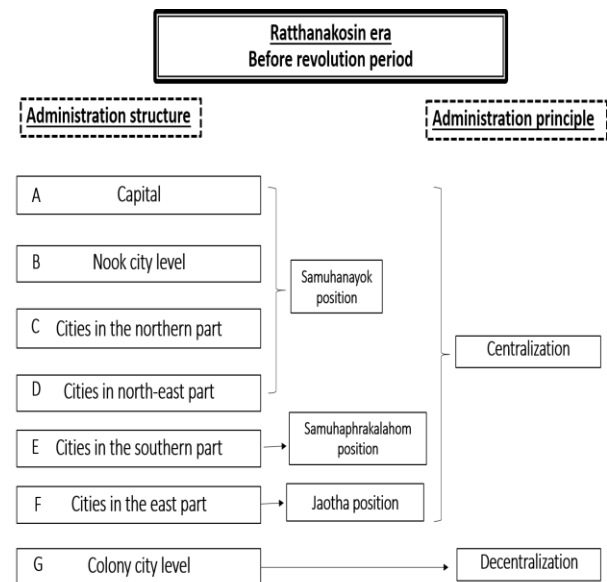 Ratthanakosin era
Before revolution period
Administration structure
Administration principle
A Capital
B Nook city level
Samuhanayok
position
C Cities in the northern part
Centralization
D Cities in north-east part
E Cities in the southern part
Samuhaphrakalahom
position
F Cities in the east part
Jaotha position
G Colony city level
Decentralization